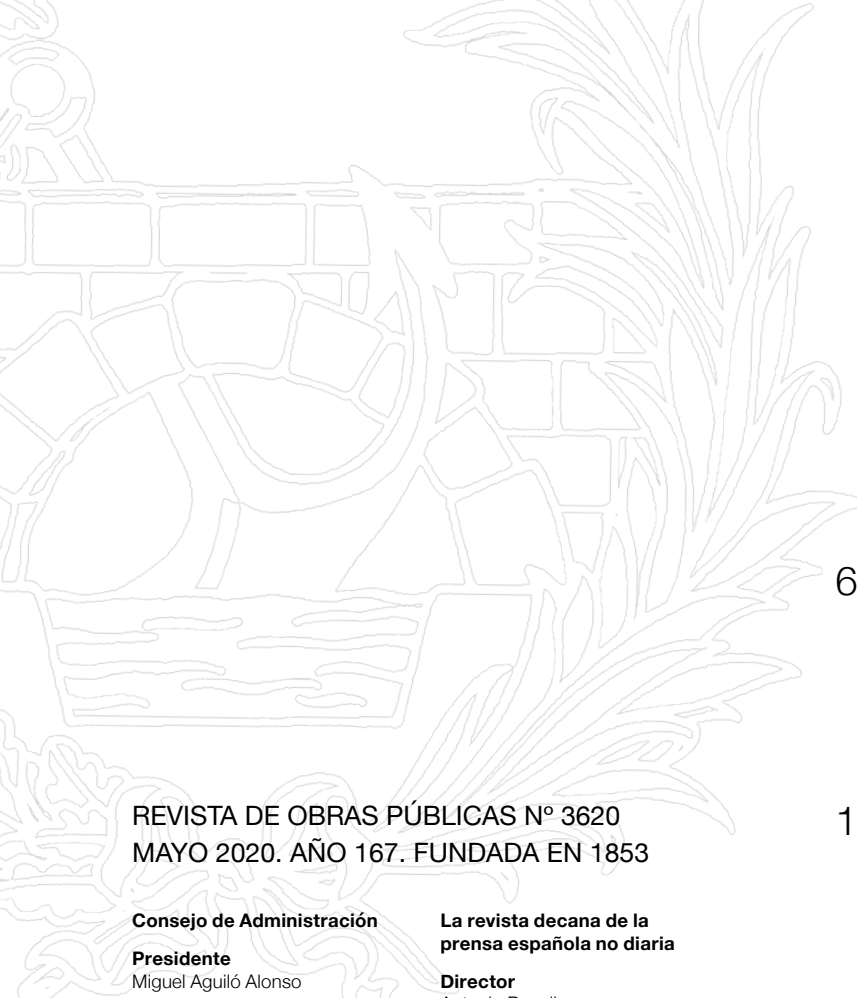 6
REVISTA DE OBRAS PÚBLICAS Nº 3620
MAYO 2020. AÑO 167. FUNDADA EN 1853
1
Consejo de Administración
Presidente
Miguel Aguiló Alonso
La revista decana de la
prensa española no diaria
Director